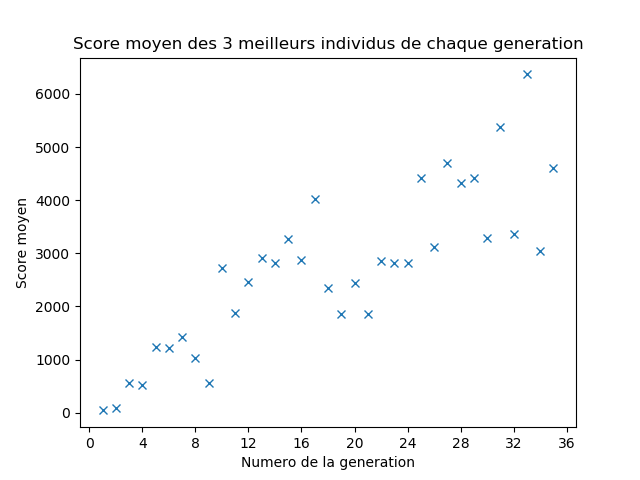 Score moyen des 3 meilleurs individus de chaque generation
6000
5000
4000
3000
2000
1000
0
Score moyen
0 4 8 12 16 20 24 28 32 36
Numero de la generation